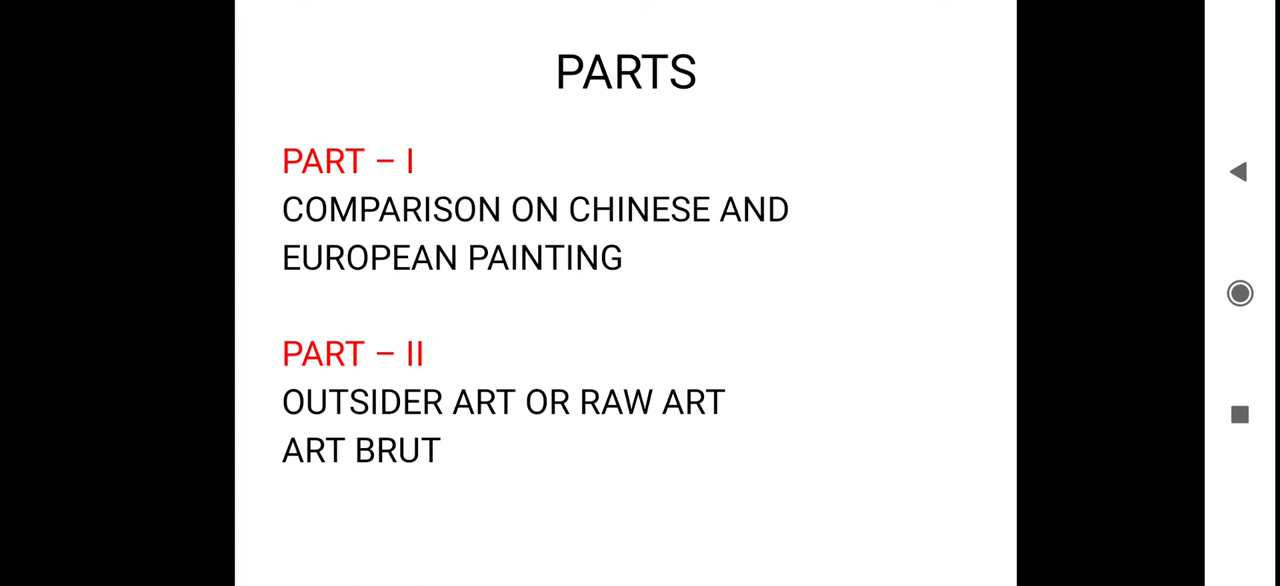 PARTS
PART – I
COMPARISON ON CHINESE AND
EUROPEAN PAINTING
PART – II
OUTSIDER ART OR RAW ART
ART BRUT